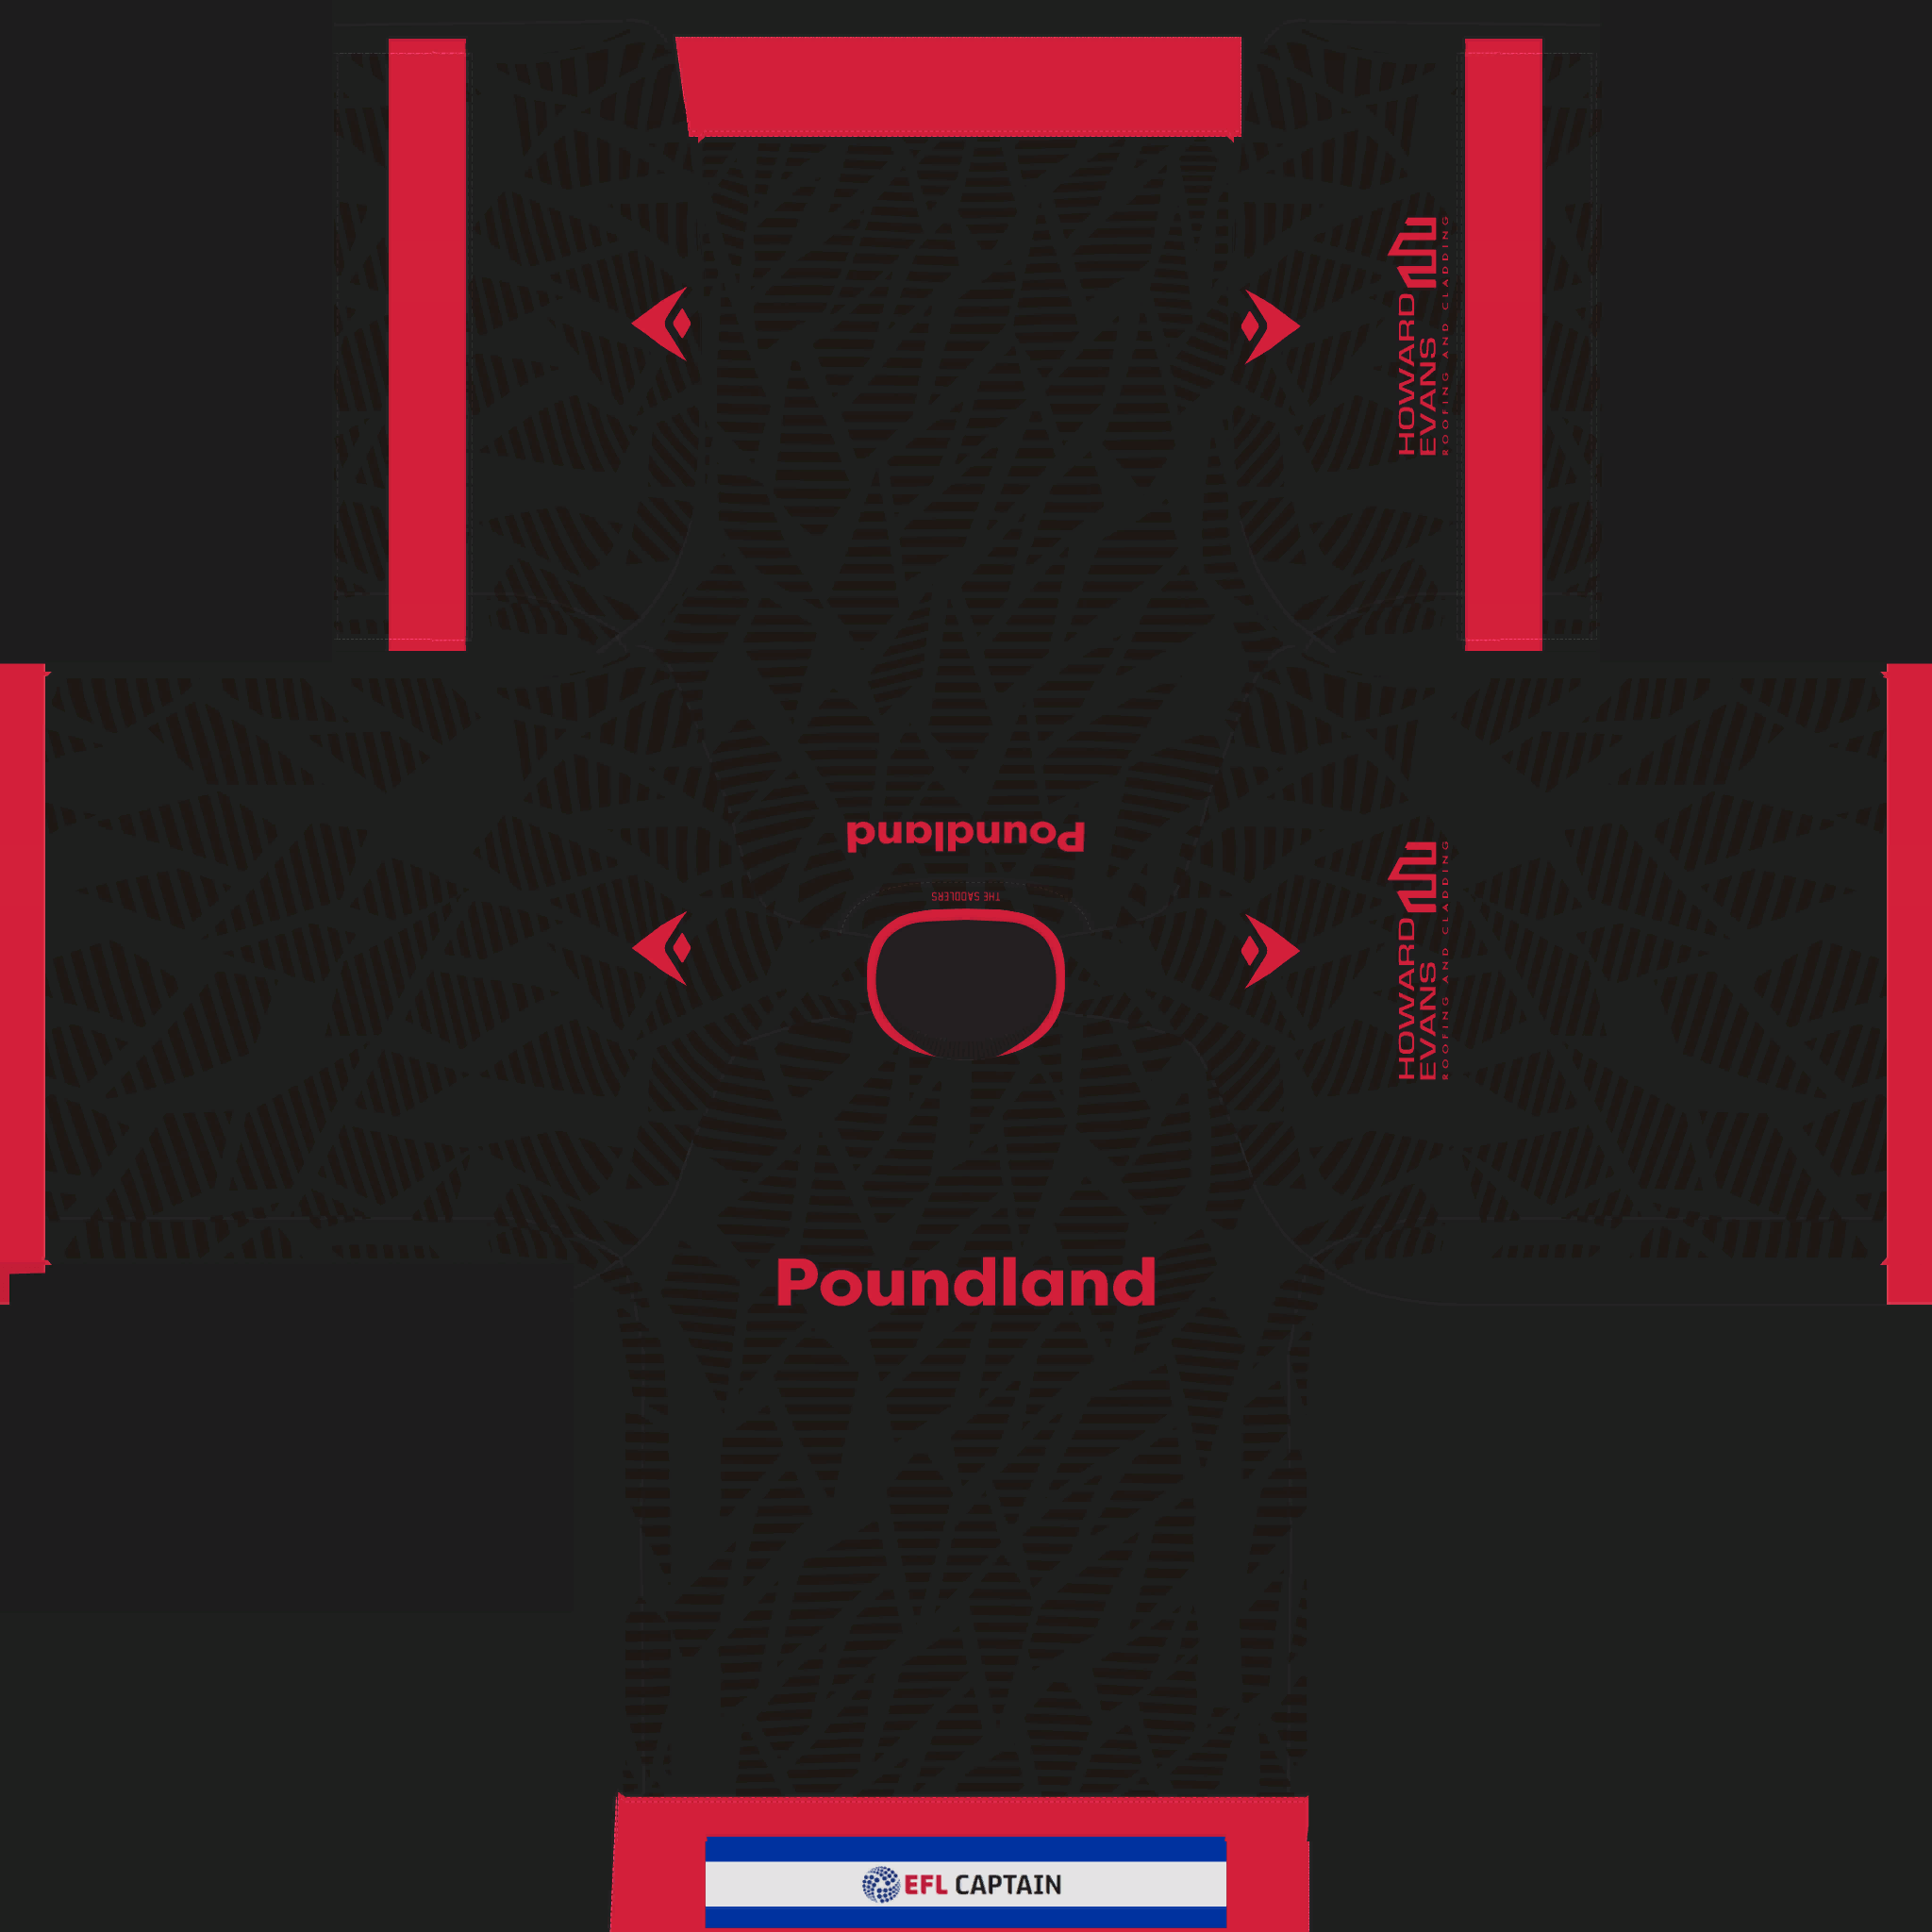 HOWARD
EVANS
ROOFING AND CLADDING
Poundland
THE SADDLERS
HOWARD
EVANS
ROOFING AND CLADDING
Poundland
EFL CAPTAIN